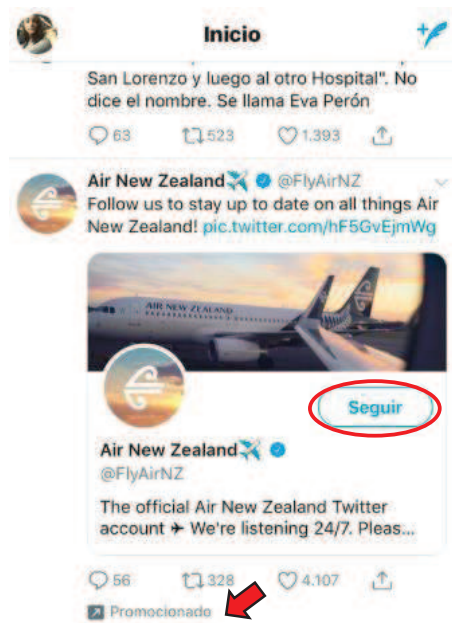 Inicio
San Lorenzo y luego al otro Hospital". No
dice el nombre. Se llama Eva Perón
63 523 1.393
Air New Zealand @FlyAirNZ
Follow us to stay up to date on all things Air
New Zealand! pic.twitter.com/hF5GvEjmWg
AIR NEW ZEALAND
Seguir
Air New Zealand
@FlyAirNZ
The official Air New Zealand Twitter
account ✈ We're listening 24/7. Pleas...
56 328 4.107
Promocionado